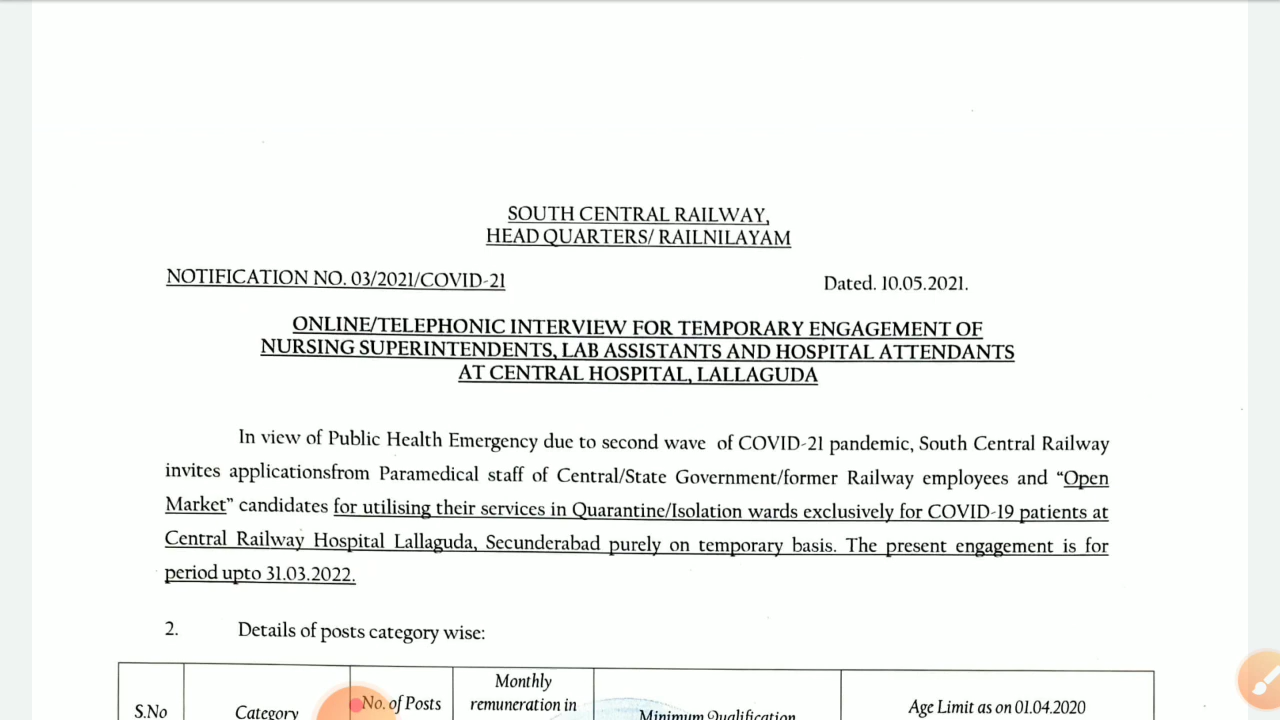 SOUTH CENTRAL RAILWAY,
HEAD QUARTERS/ RAILNILAYAM
NOTIFICATION NO. 03/2021/COVID-21 Dated. 10.05.2021.
ONLINE/TELEPHONIC INTERVIEW FOR TEMPORARY ENGAGEMENT OF
NURSING SUPERINTENDENTS, LAB ASSISTANTS AND HOSPITAL ATTENDANTS
AT CENTRAL HOSPITAL, LALLAGUDA
In view of Public Health Emergency due to second wave of COVID-21 pandemic, South Central Railway
invites applicationsfrom Paramedical staff of Central/State Government/former Railway employees and “Open
Market” candidates for utilising their services in Quarantine/Isolation wards exclusively for COVID-19 patients at
Central Railway Hospital Lallaguda, Secunderabad purely on temporary basis. The present engagement is for
period upto 31.03.2022.
2. Details of posts category wise:
Monthly
No. of Posts remuneration in
S.No Category Minimum Qualification Age Limit as on 01.04.2020